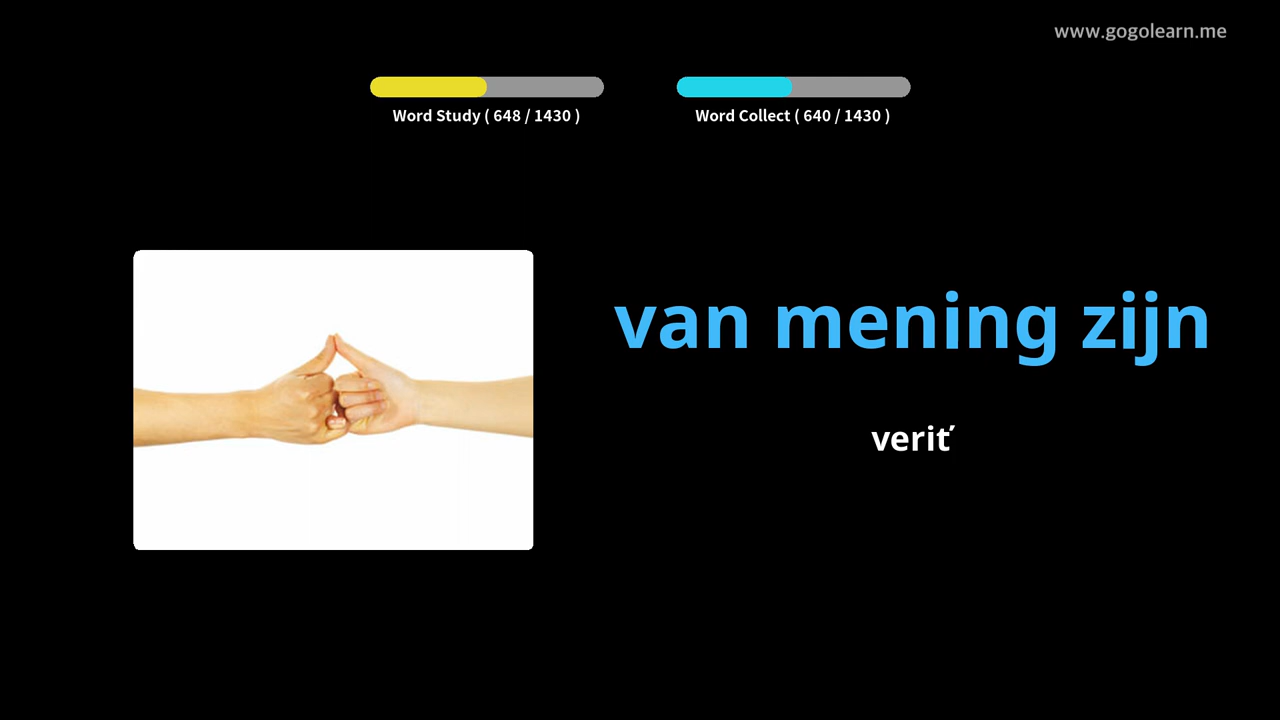 www.gogolearn.me
Word Study ( 648 / 1430 )
Word Collect ( 640 / 1430 )
van mening zijn
veriť